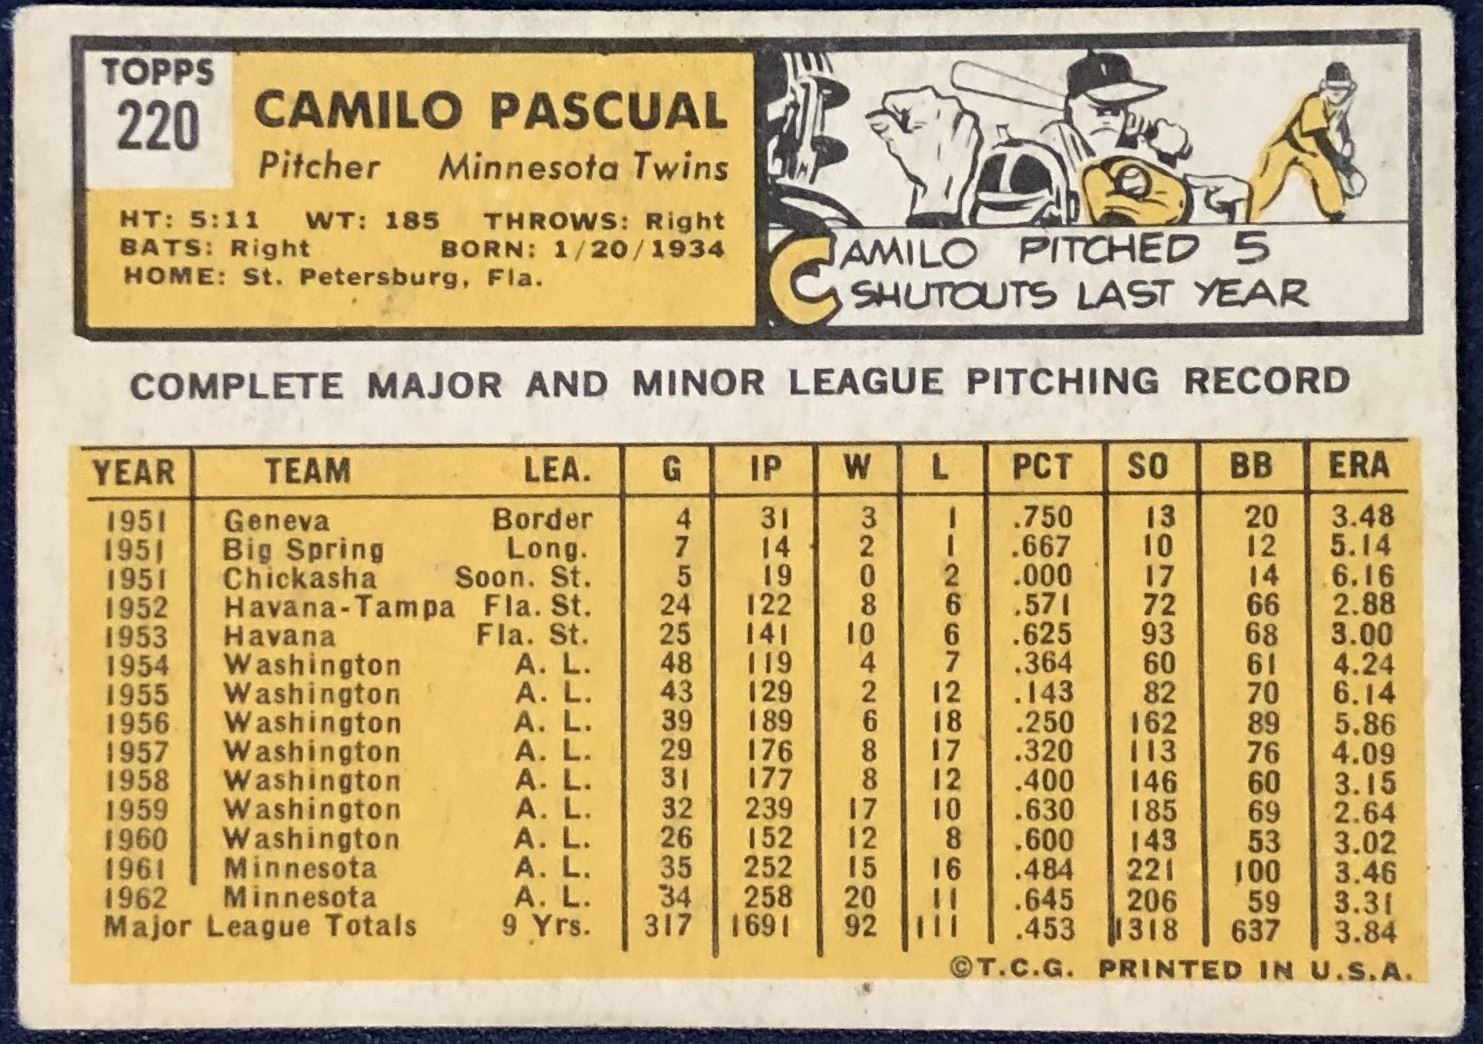 TOPPS
220
CAMILO PASCUAL
Pitcher Minnesota Twins
HT: 5:11 WT: 185 THROWS: Right
BATS: Right BORN: 1/20/1934
HOME: St. Petersburg, Fla.
CAMILO PITCHED 5
SHUTOUTS LAST YEAR
COMPLETE MAJOR AND MINOR LEAGUE PITCHING RECORD
YEAR TEAM LEA. G IP W L PCT SO BB ERA
1951 Geneva Border 4 31 3 1 .750 13 20 3.48
1951 Big Spring Long. 7 14 2 1 .667 10 12 5.14
1951 Chickasha Soon. St. 5 19 0 2 .000 17 14 6.16
1952 Havana-Tampa Fla. St. 24 122 8 6 .571 72 66 2.88
1953 Havana Fla. St. 25 141 10 6 .625 93 68 3.00
1954 Washington A. L. 48 119 4 7 .364 60 61 4.24
1955 Washington A. L. 43 129 2 12 .143 82 70 6.14
1956 Washington A. L. 39 189 6 18 .250 162 89 5.86
1957 Washington A. L. 29 176 8 17 .320 113 76 4.09
1958 Washington A. L. 31 177 8 12 .400 146 60 3.15
1959 Washington A. L. 32 239 17 10 .630 185 69 2.64
1960 Washington A. L. 26 152 12 8 .600 143 53 3.02
1961 Minnesota A. L. 35 252 15 16 .484 221 100 3.46
1962 Minnesota A. L. 34 258 20 11 .645 206 59 3.31
Major League Totals 9 Yrs. 317 1691 92 111 .453 1318 637 3.84
©T.C.G. PRINTED IN U.S.A.